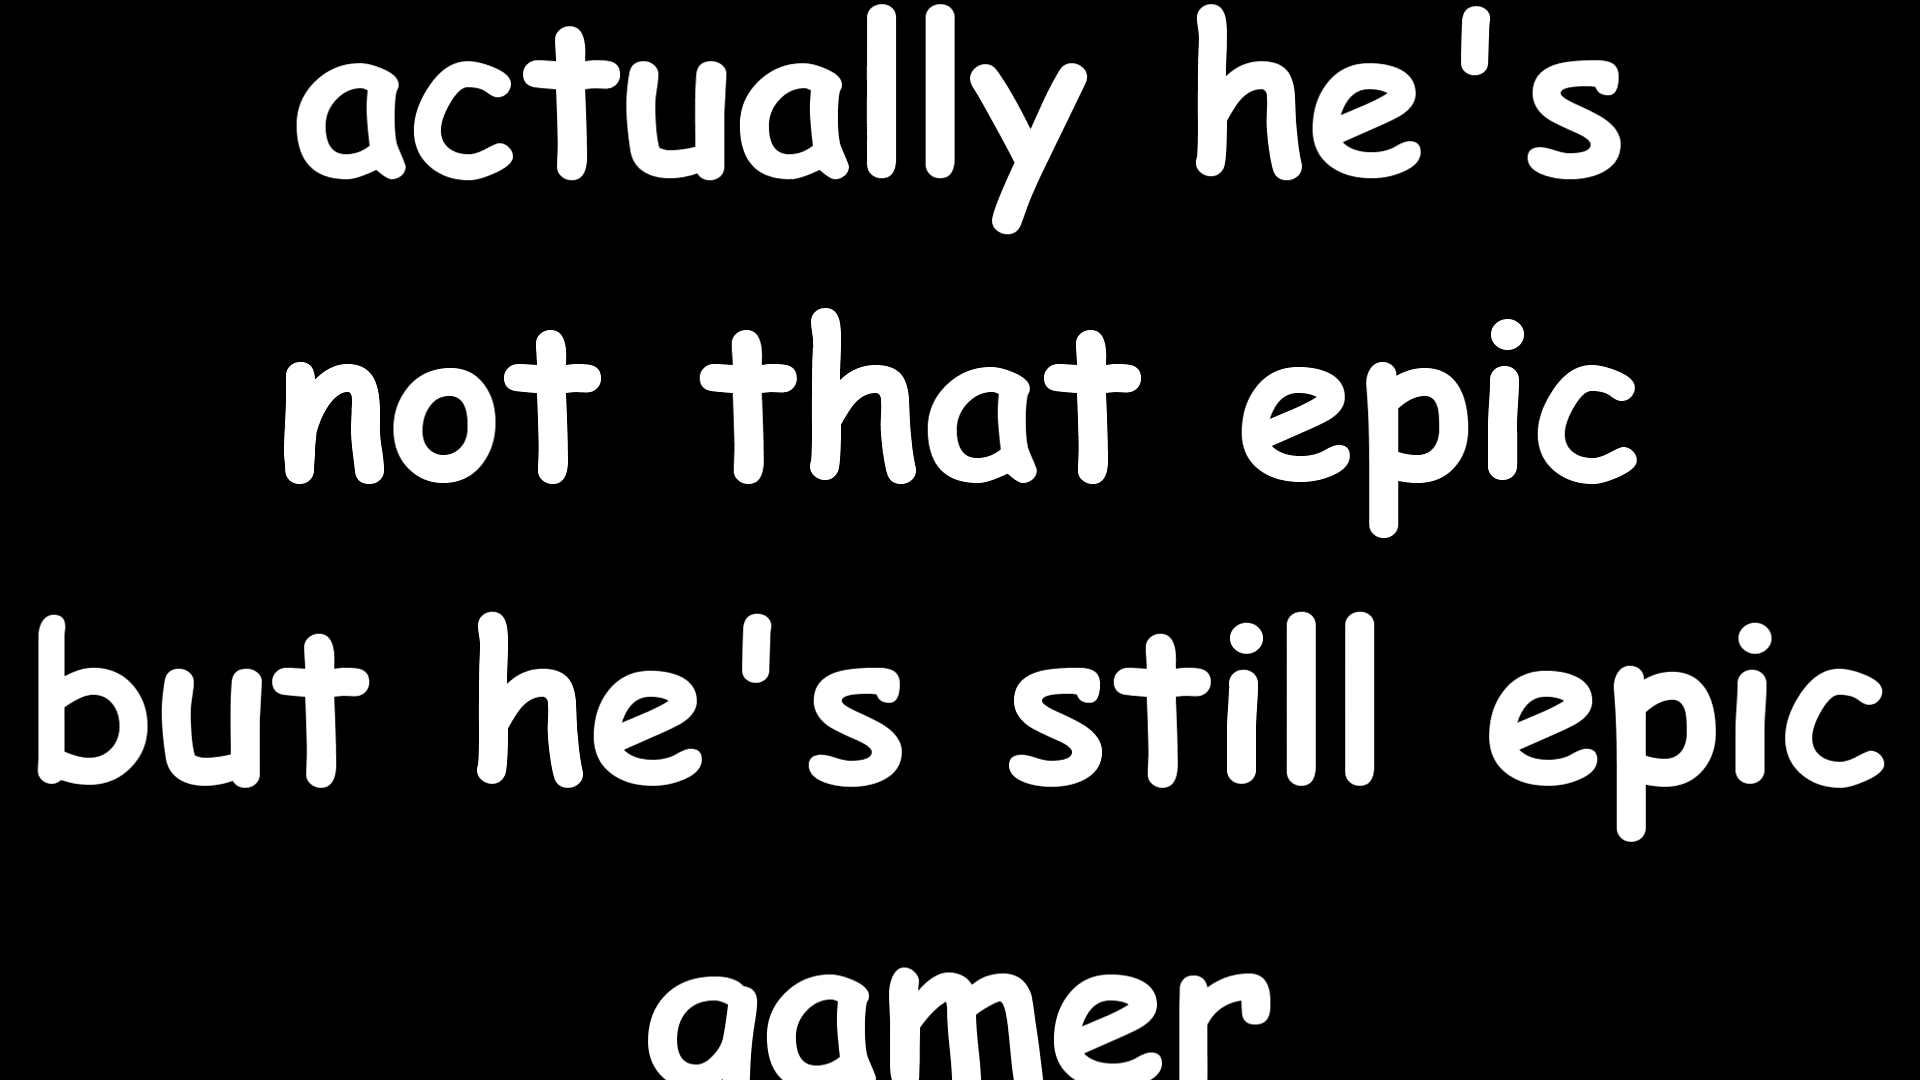 actually he's
not that epic
but he's still epic
gamer